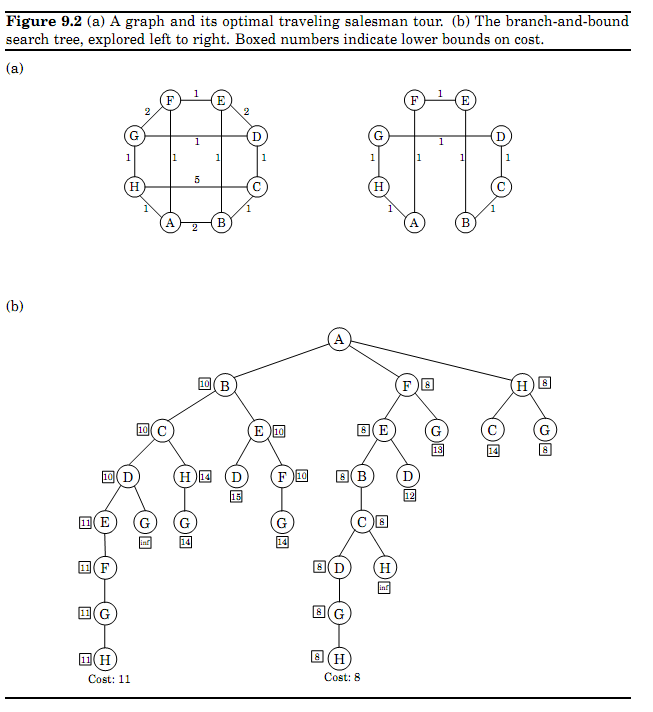 Figure 9.2 (a) A graph and its optimal traveling salesman tour. (b) The branch-and-bound
search tree, explored left to right. Boxed numbers indicate lower bounds on cost.
(a)
F 1 E F 1 E
2 2
G D G D
1 1
1 1 1 1 1 1 1 1
H 5 C H C
1 1 1 1
A 2 B A B
(b)
A
10 B F 8 H 8
10 C E 10 8 E G C G
13 14 8
10 D H 14 D F 10 8 B D
15 12
11 E G G G C 8
inf 14 14
11 F 8 D H
inf
11 G 8 G
11 H 8 H
Cost: 11 Cost: 8